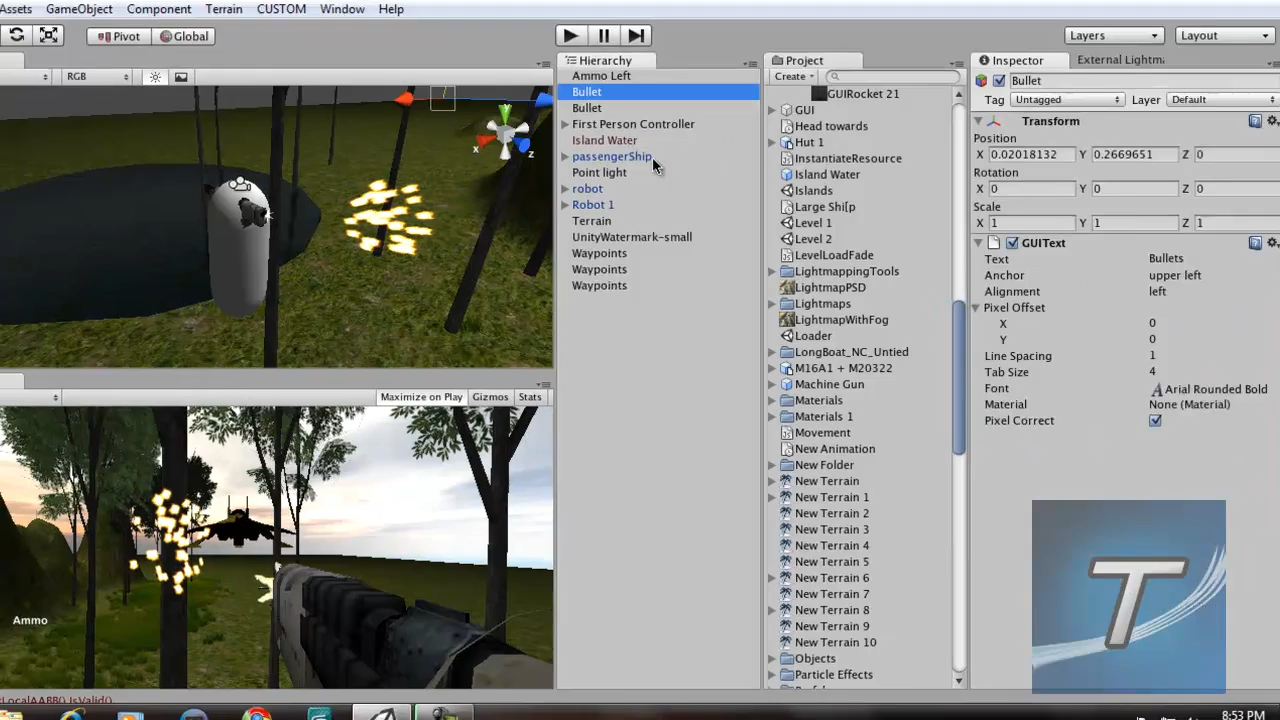 Assets GameObject Component Terrain CUSTOM Window Help
Pivot Global Layers Layout
RGB
Hierarchy
Ammo Left
Bullet
Bullet
First Person Controller
Island Water
passengerShip
Point light
robot
Robot 1
Terrain
UnityWatermark-small
Waypoints
Waypoints
Waypoints
Project
Create
GUIRocket 21
GUI
Head towards
Hut 1
InstantiateResource
Island Water
Islands
Large Shi[p
Level 1
Level 2
LevelLoadFade
LightmappingTools
LightmapPSD
Lightmaps
LightmapWithFog
Loader
LongBoat_NC_Untied
M16A1 + M20322
Machine Gun
Materials
Materials 1
Movement
New Animation
New Folder
New Terrain
New Terrain 1
New Terrain 2
New Terrain 3
New Terrain 4
New Terrain 5
New Terrain 6
New Terrain 7
New Terrain 8
New Terrain 9
New Terrain 10
Objects
Particle Effects
Inspector External Lightma
Bullet
Tag Untagged Layer Default
Transform
Position
X 0.02018132 Y 0.2669651 Z 0
Rotation
X 0 Y 0 Z 0
Scale
X 1 Y 1 Z 1
GUIText
Text Bullets
Anchor upper left
Alignment left
Pixel Offset
X 0
Y 0
Line Spacing 1
Tab Size 4
Font Arial Rounded Bold
Material None (Material)
Pixel Correct
T
x y z
Maximize on Play Gizmos Stats
Ammo
LocalAABB().IsValid()
8:53 PM